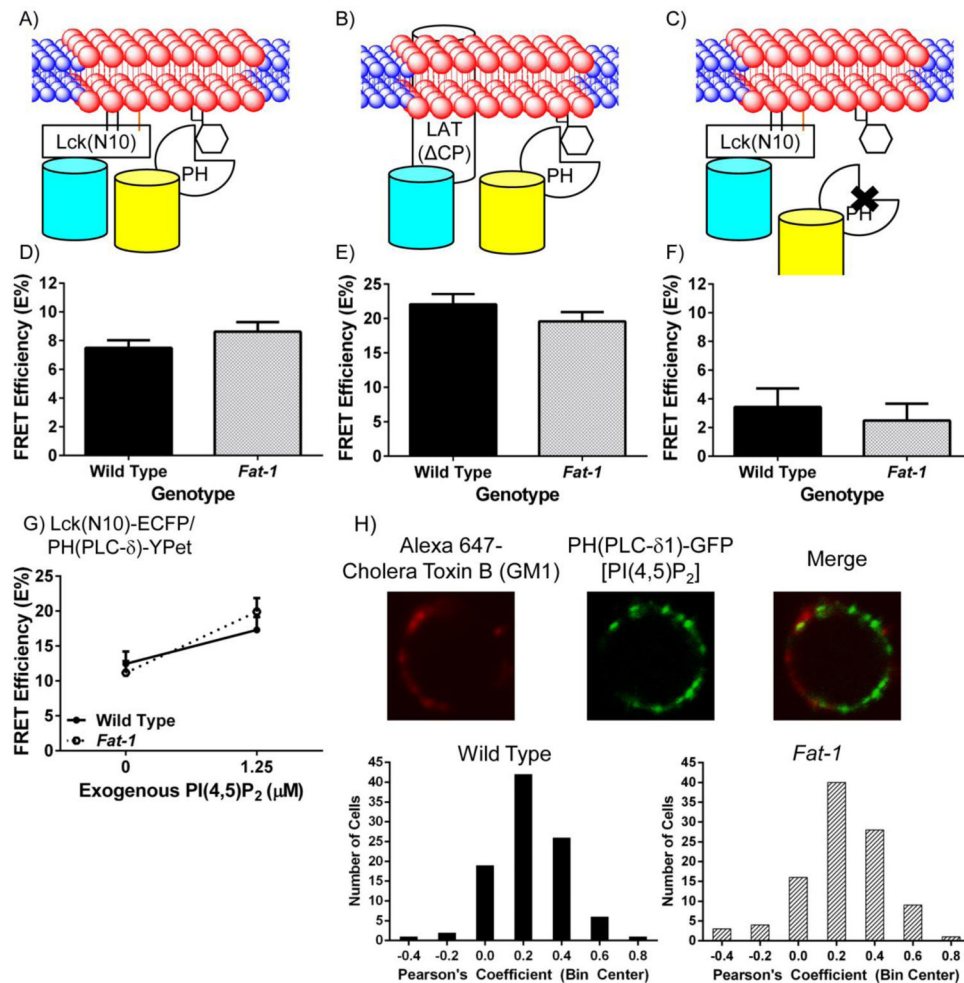 A)
B)
C)
Lck(N10)
PH
LAT
(ΔCP)
PH
Lck(N10)
PH
D)
E)
F)
FRET Efficiency (E%)
12
10
8
6
4
2
0
Wild Type
Fat-1
Genotype
FRET Efficiency (E%)
25
20
15
10
5
0
Wild Type
Fat-1
Genotype
FRET Efficiency (E%)
12
10
8
6
4
2
0
Wild Type
Fat-1
Genotype
G) Lck(N10)-ECFP/
PH(PLC-δ)-YPet
FRET Efficiency (E%)
25
20
15
10
5
0
Wild Type
Fat-1
0
1.25
Exogenous PI(4,5)P₂ (μM)
H)
Alexa 647-
Cholera Toxin B (GM1)
PH(PLC-δ1)-GFP
[PI(4,5)P₂]
Merge
Wild Type
Number of Cells
45
40
35
30
25
20
15
10
5
0
-0.4 -0.2 0.0 0.2 0.4 0.6 0.8
Pearson's Coefficient (Bin Center)
Fat-1
Number of Cells
45
40
35
30
25
20
15
10
5
0
-0.4 -0.2 0.0 0.2 0.4 0.6 0.8
Pearson's Coefficient (Bin Center)